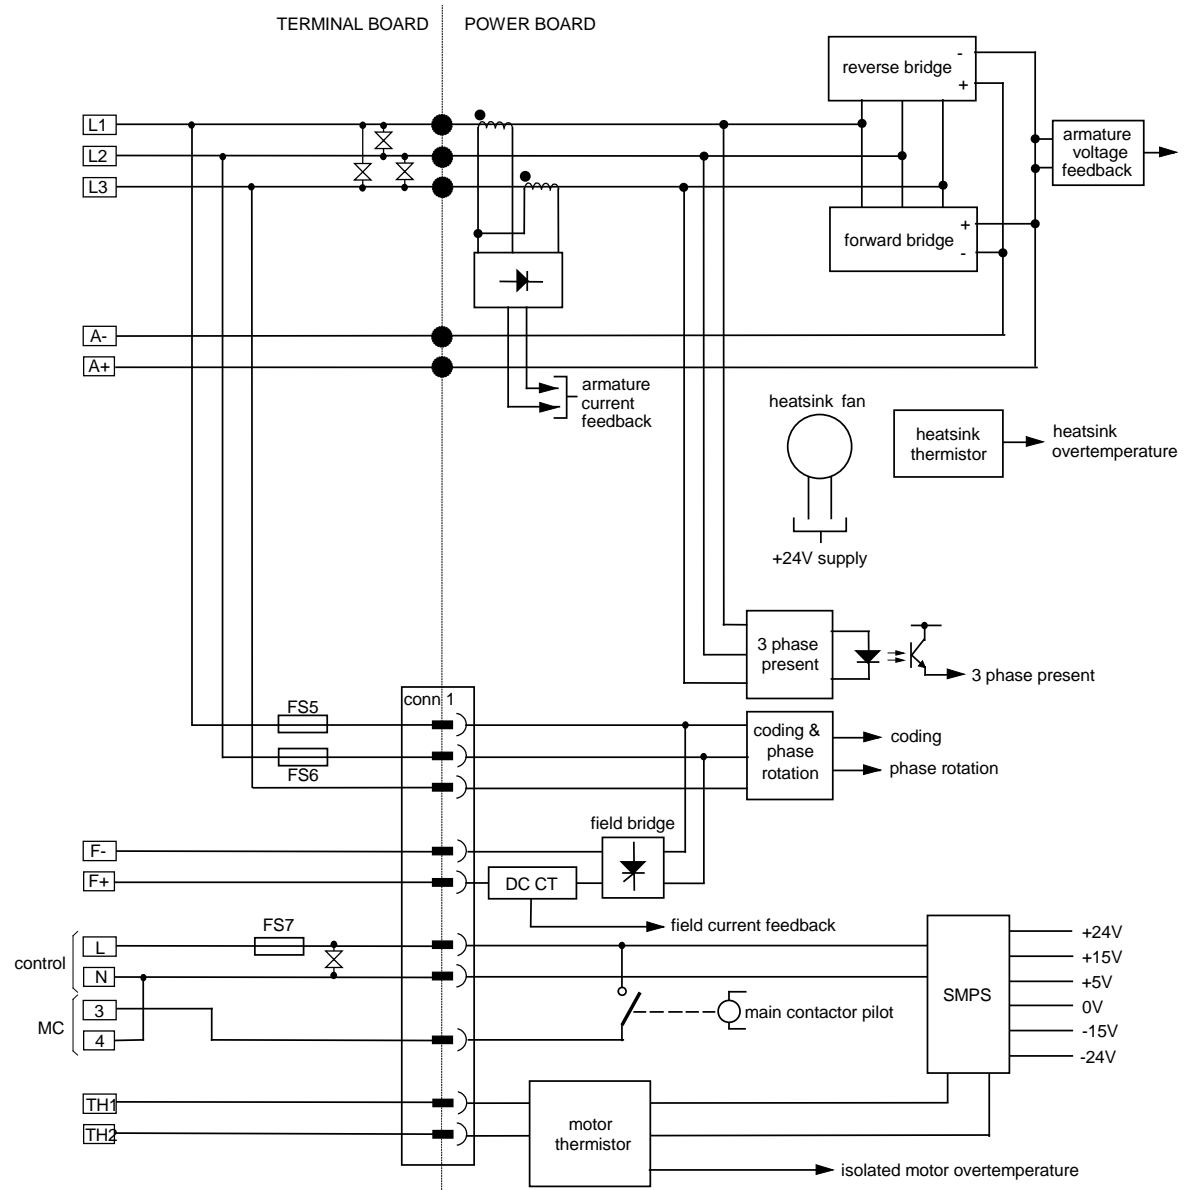 TERMINAL BOARD
POWER BOARD
reverse bridge
-
+
L1
L2
L3
armature
voltage
feedback
forward bridge
+
-
A-
A+
armature
current
feedback
heatsink fan
heatsink
thermistor
heatsink
overtemperature
+24V supply
3 phase
present
3 phase present
conn 1
FS5
FS6
coding &
phase
rotation
coding
phase rotation
field bridge
F-
F+
DC CT
field current feedback
FS7
control
L
N
MC
3
4
main contactor pilot
SMPS
+24V
+15V
+5V
0V
-15V
-24V
TH1
TH2
motor
thermistor
isolated motor overtemperature